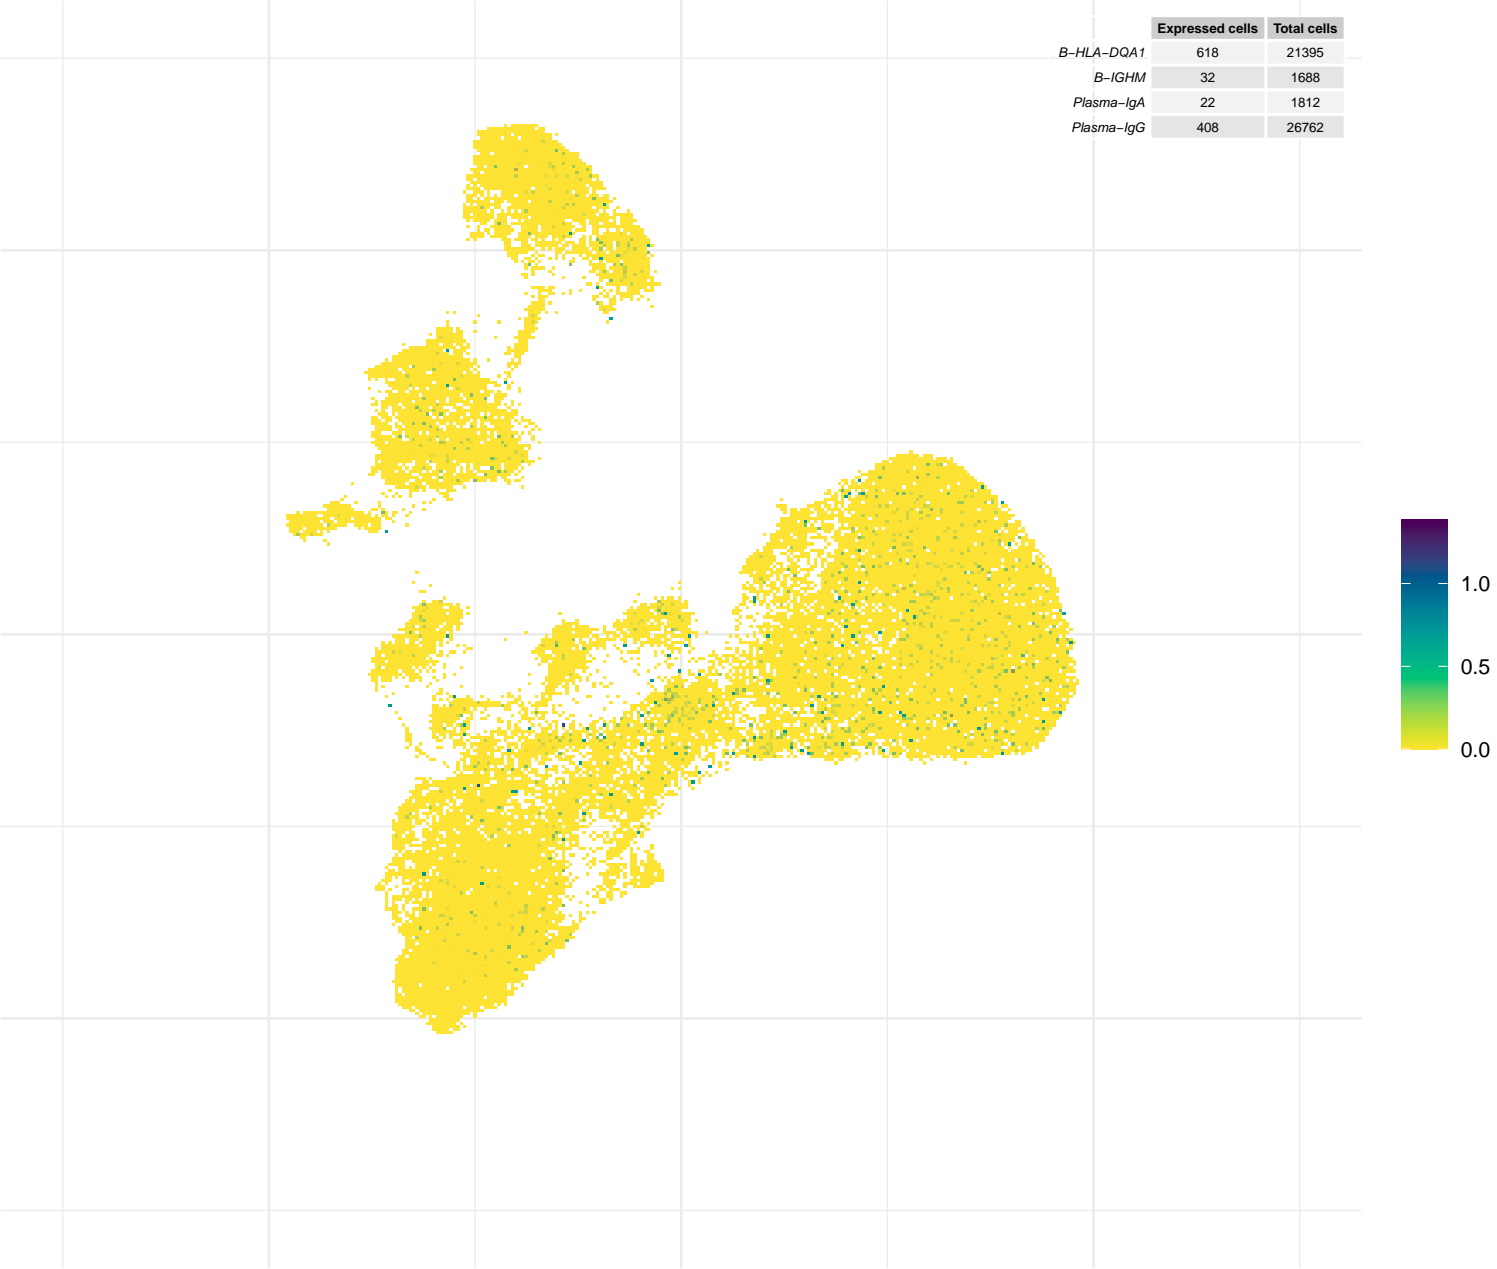 Expressed cells Total cells
B−HLA−DQA1 618 21395
B−IGHM 32 1688
Plasma−IgA 22 1812
Plasma−IgG 408 26762
1.0
0.5
0.0